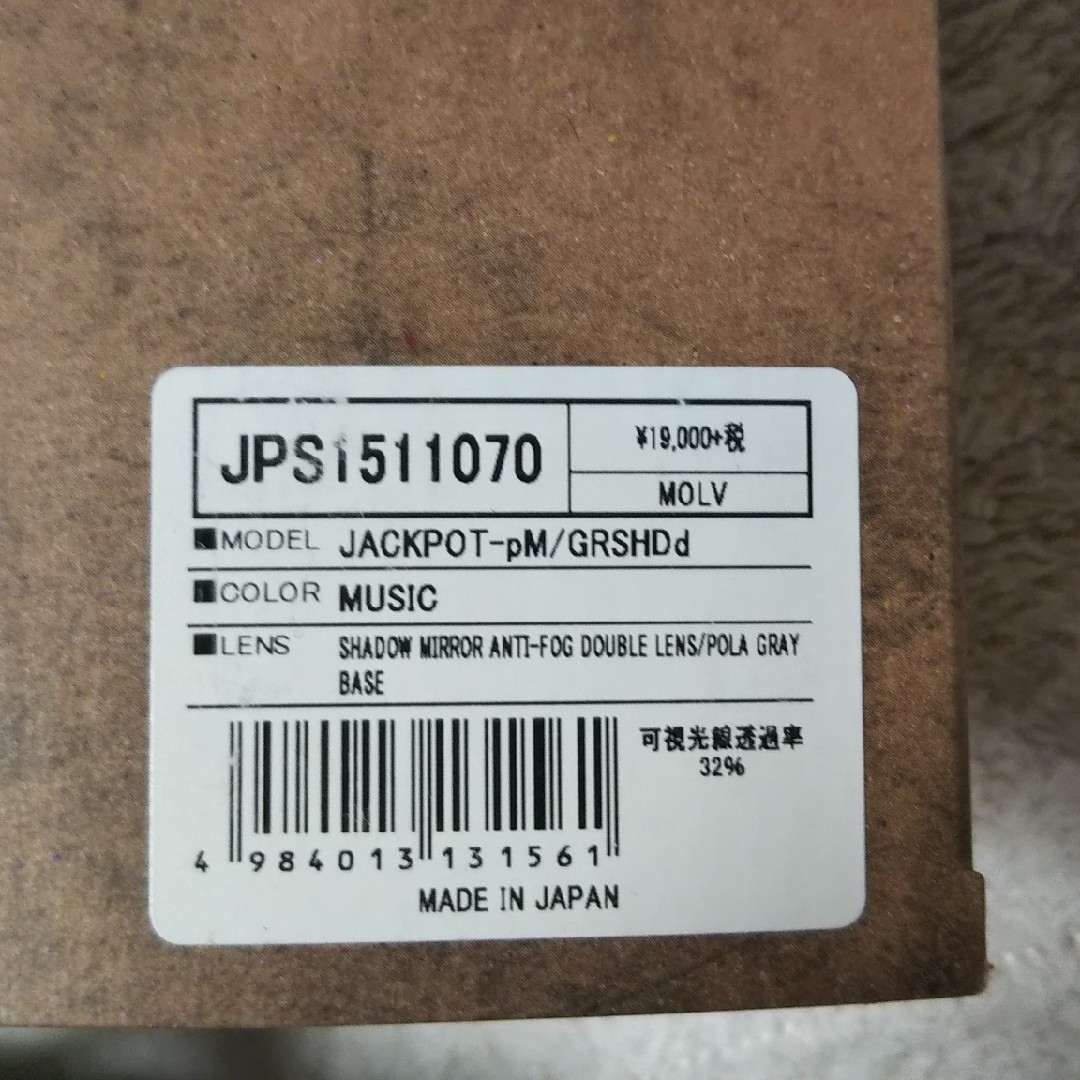 JPS1511070
¥19,000+税
MOLV
■MODEL JACKPOT-pM/GRSHDd
■COLOR MUSIC
■LENS SHADOW MIRROR ANTI-FOG DOUBLE LENS/POLA GRAY
BASE
可視光線透過率
32%
4 984013 131561
MADE IN JAPAN